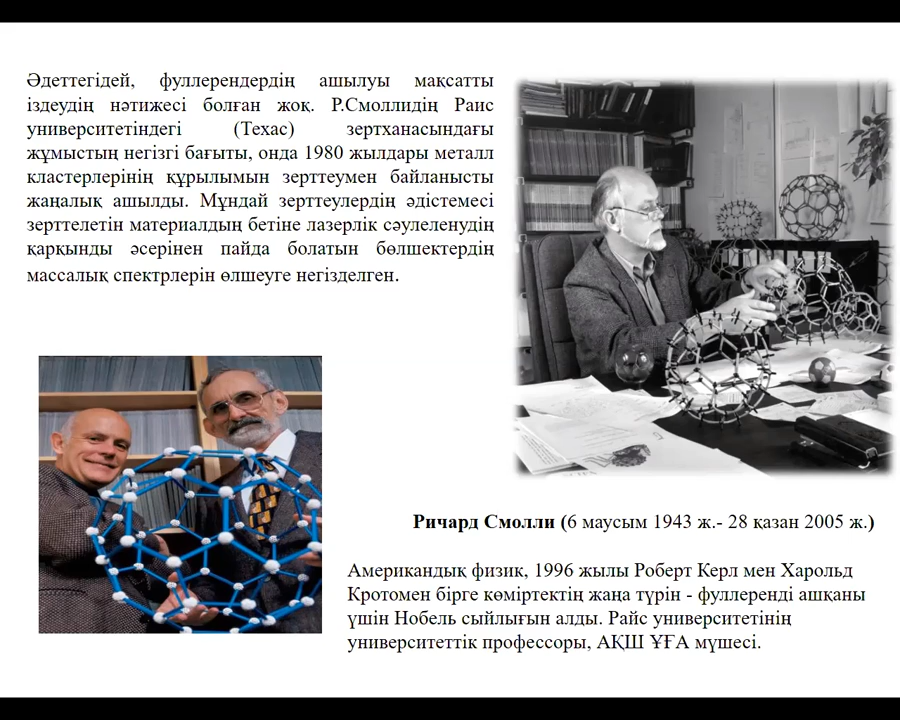 Әдеттегідей, фуллерендердің ашылуы мақсатты
іздеудің нәтижесі болған жоқ. Р.Смоллидің Раис
университетіндегі (Техас) зертханасындағы
жұмыстың негізгі бағыты, онда 1980 жылдары металл
кластерлерінің құрылымын зерттеумен байланысты
жаңалық ашылды. Мұндай зерттеулердің әдістемесі
зерттелетін материалдың бетіне лазерлік сәулеленудің
қарқынды әсерінен пайда болатын бөлшектердің
массалық спектрлерін өлшеуге негізделген.
Ричард Смолли (6 маусым 1943 ж.- 28 қазан 2005 ж.)
Американдық физик, 1996 жылы Роберт Керл мен Харольд
Кротомен бірге көміртектің жаңа түрін - фуллеренді ашқаны
үшін Нобель сыйлығын алды. Райс университетінің
университеттік профессоры, АҚШ ҰҒА мүшесі.